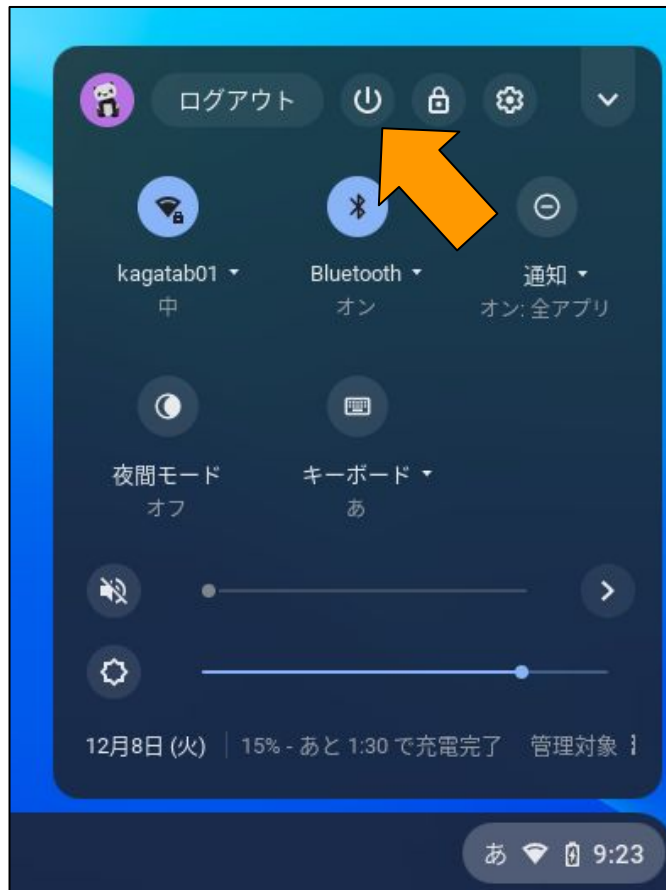 ログアウト
kagatab01
中
Bluetooth
オン
通知
オン: 全アプリ
夜間モード
オフ
キーボード
あ
12月8日 (火) 15% - あと 1:30 で充電完了 管理対象
あ 9:23